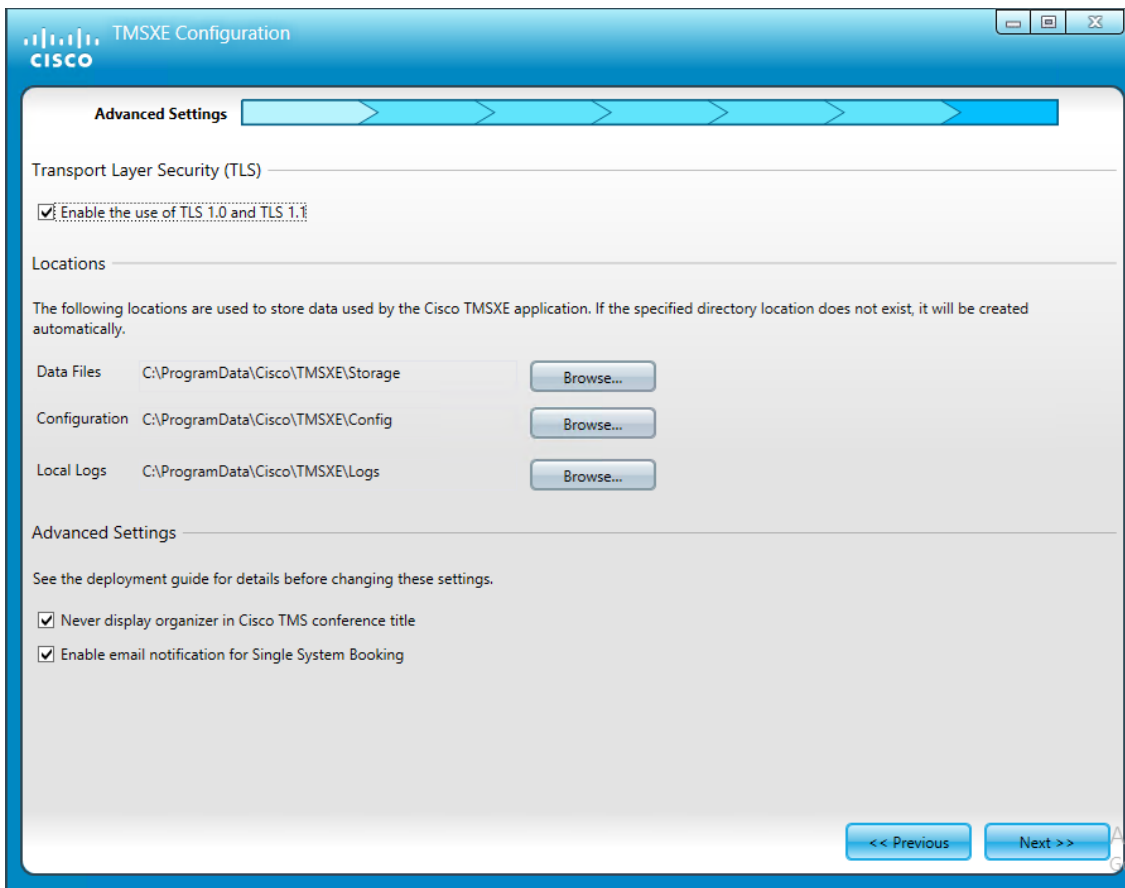 TMSXE Configuration
CISCO
Advanced Settings
Transport Layer Security (TLS)
Enable the use of TLS 1.0 and TLS 1.1
Locations
The following locations are used to store data used by the Cisco TMSXE application. If the specified directory location does not exist, it will be created
automatically.
Data Files C:\ProgramData\Cisco\TMSXE\Storage Browse...
Configuration C:\ProgramData\Cisco\TMSXE\Config Browse...
Local Logs C:\ProgramData\Cisco\TMSXE\Logs Browse...
Advanced Settings
See the deployment guide for details before changing these settings.
Never display organizer in Cisco TMS conference title
Enable email notification for Single System Booking
<< Previous Next >>
A
G